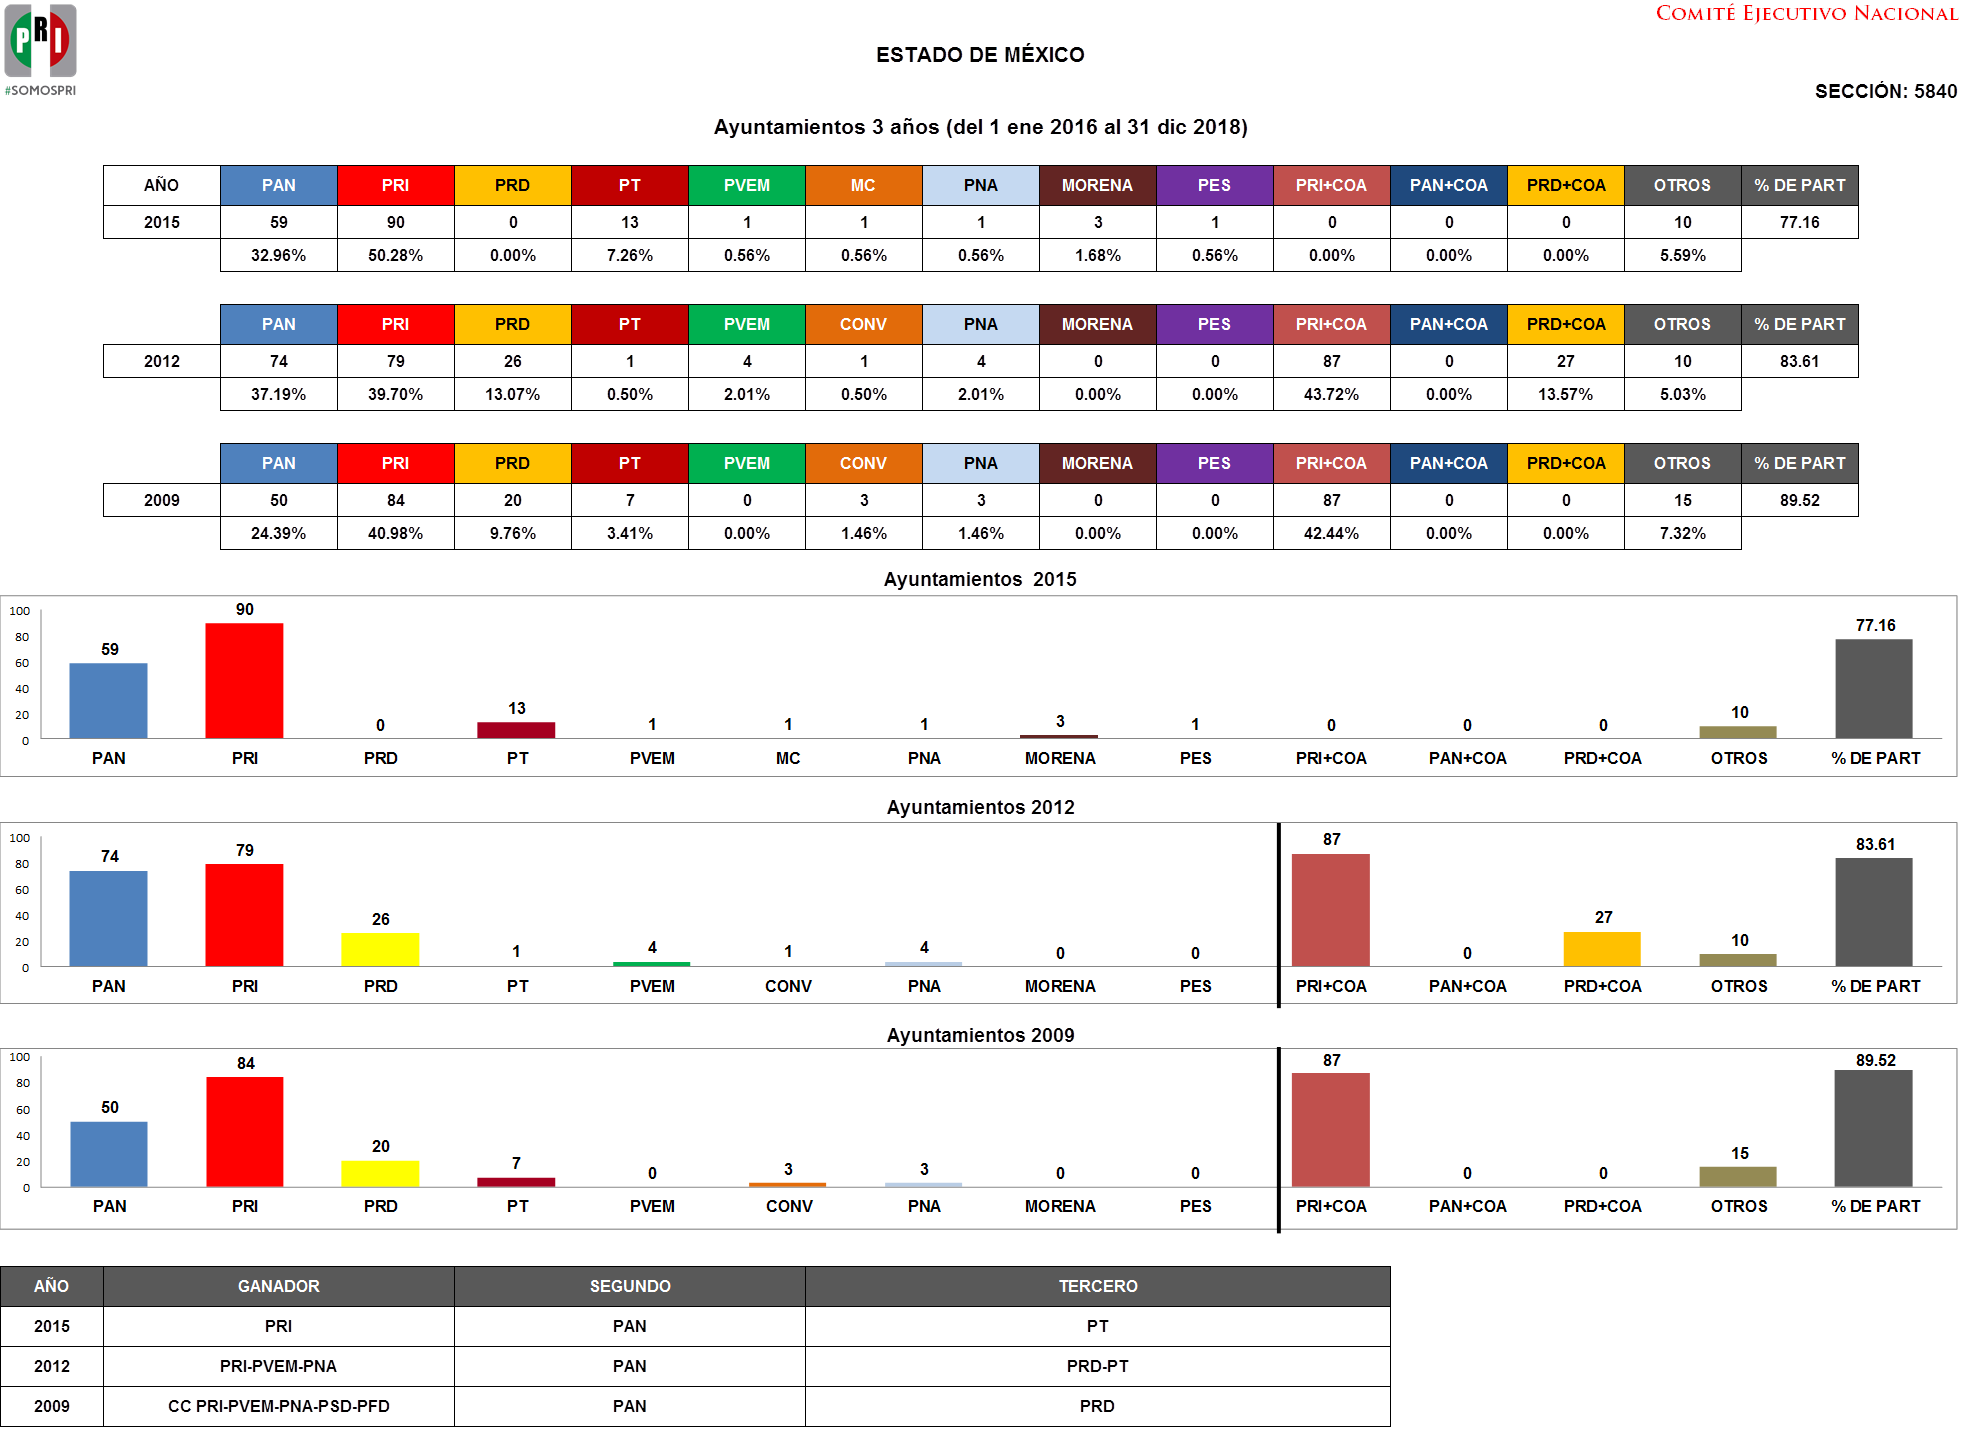 COMITÉ EJECUTIVO NACIONAL
PRI
#SOMOSPRI
ESTADO DE MÉXICO
SECCIÓN: 5840
Ayuntamientos 3 años (del 1 ene 2016 al 31 dic 2018)
AÑO PAN PRI PRD PT PVEM MC PNA MORENA PES PRI+COA PAN+COA PRD+COA OTROS % DE PART
2015 59 90 0 13 1 1 1 3 1 0 0 0 10 77.16
32.96% 50.28% 0.00% 7.26% 0.56% 0.56% 0.56% 1.68% 0.56% 0.00% 0.00% 0.00% 5.59%
PAN PRI PRD PT PVEM CONV PNA MORENA PES PRI+COA PAN+COA PRD+COA OTROS % DE PART
2012 74 79 26 1 4 1 4 0 0 87 0 27 10 83.61
37.19% 39.70% 13.07% 0.50% 2.01% 0.50% 2.01% 0.00% 0.00% 43.72% 0.00% 13.57% 5.03%
PAN PRI PRD PT PVEM CONV PNA MORENA PES PRI+COA PAN+COA PRD+COA OTROS % DE PART
2009 50 84 20 7 0 3 3 0 0 87 0 0 15 89.52
24.39% 40.98% 9.76% 3.41% 0.00% 1.46% 1.46% 0.00% 0.00% 42.44% 0.00% 0.00% 7.32%
Ayuntamientos 2015
100
80
60
40
20
0
59 90 0 13 1 1 1 3 1 0 0 0 10 77.16
PAN PRI PRD PT PVEM MC PNA MORENA PES PRI+COA PAN+COA PRD+COA OTROS % DE PART
Ayuntamientos 2012
100
80
60
40
20
0
74 79 26 1 4 1 4 0 0 87 0 27 10 83.61
PAN PRI PRD PT PVEM CONV PNA MORENA PES PRI+COA PAN+COA PRD+COA OTROS % DE PART
Ayuntamientos 2009
100
80
60
40
20
0
50 84 20 7 0 3 3 0 0 87 0 0 15 89.52
PAN PRI PRD PT PVEM CONV PNA MORENA PES PRI+COA PAN+COA PRD+COA OTROS % DE PART
AÑO GANADOR SEGUNDO TERCERO
2015 PRI PAN PT
2012 PRI-PVEM-PNA PAN PRD-PT
2009 CC PRI-PVEM-PNA-PSD-PFD PAN PRD